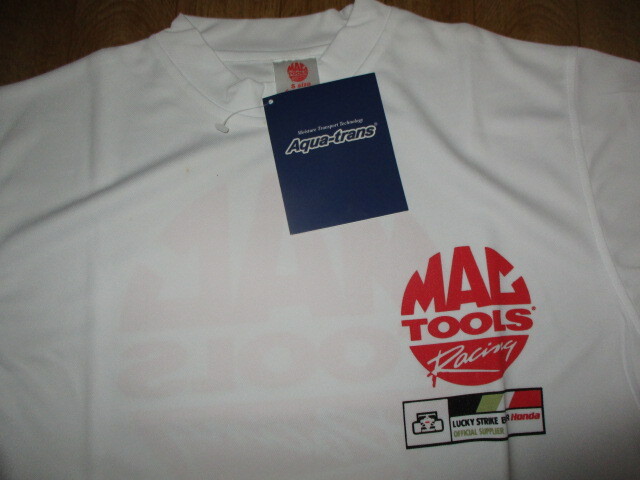 Moisture Transport Technology
Aqua-trans®
MAC
TOOLS®
Racing
LUCKY STRIKE
Honda
OFFICIAL SUPPLIER